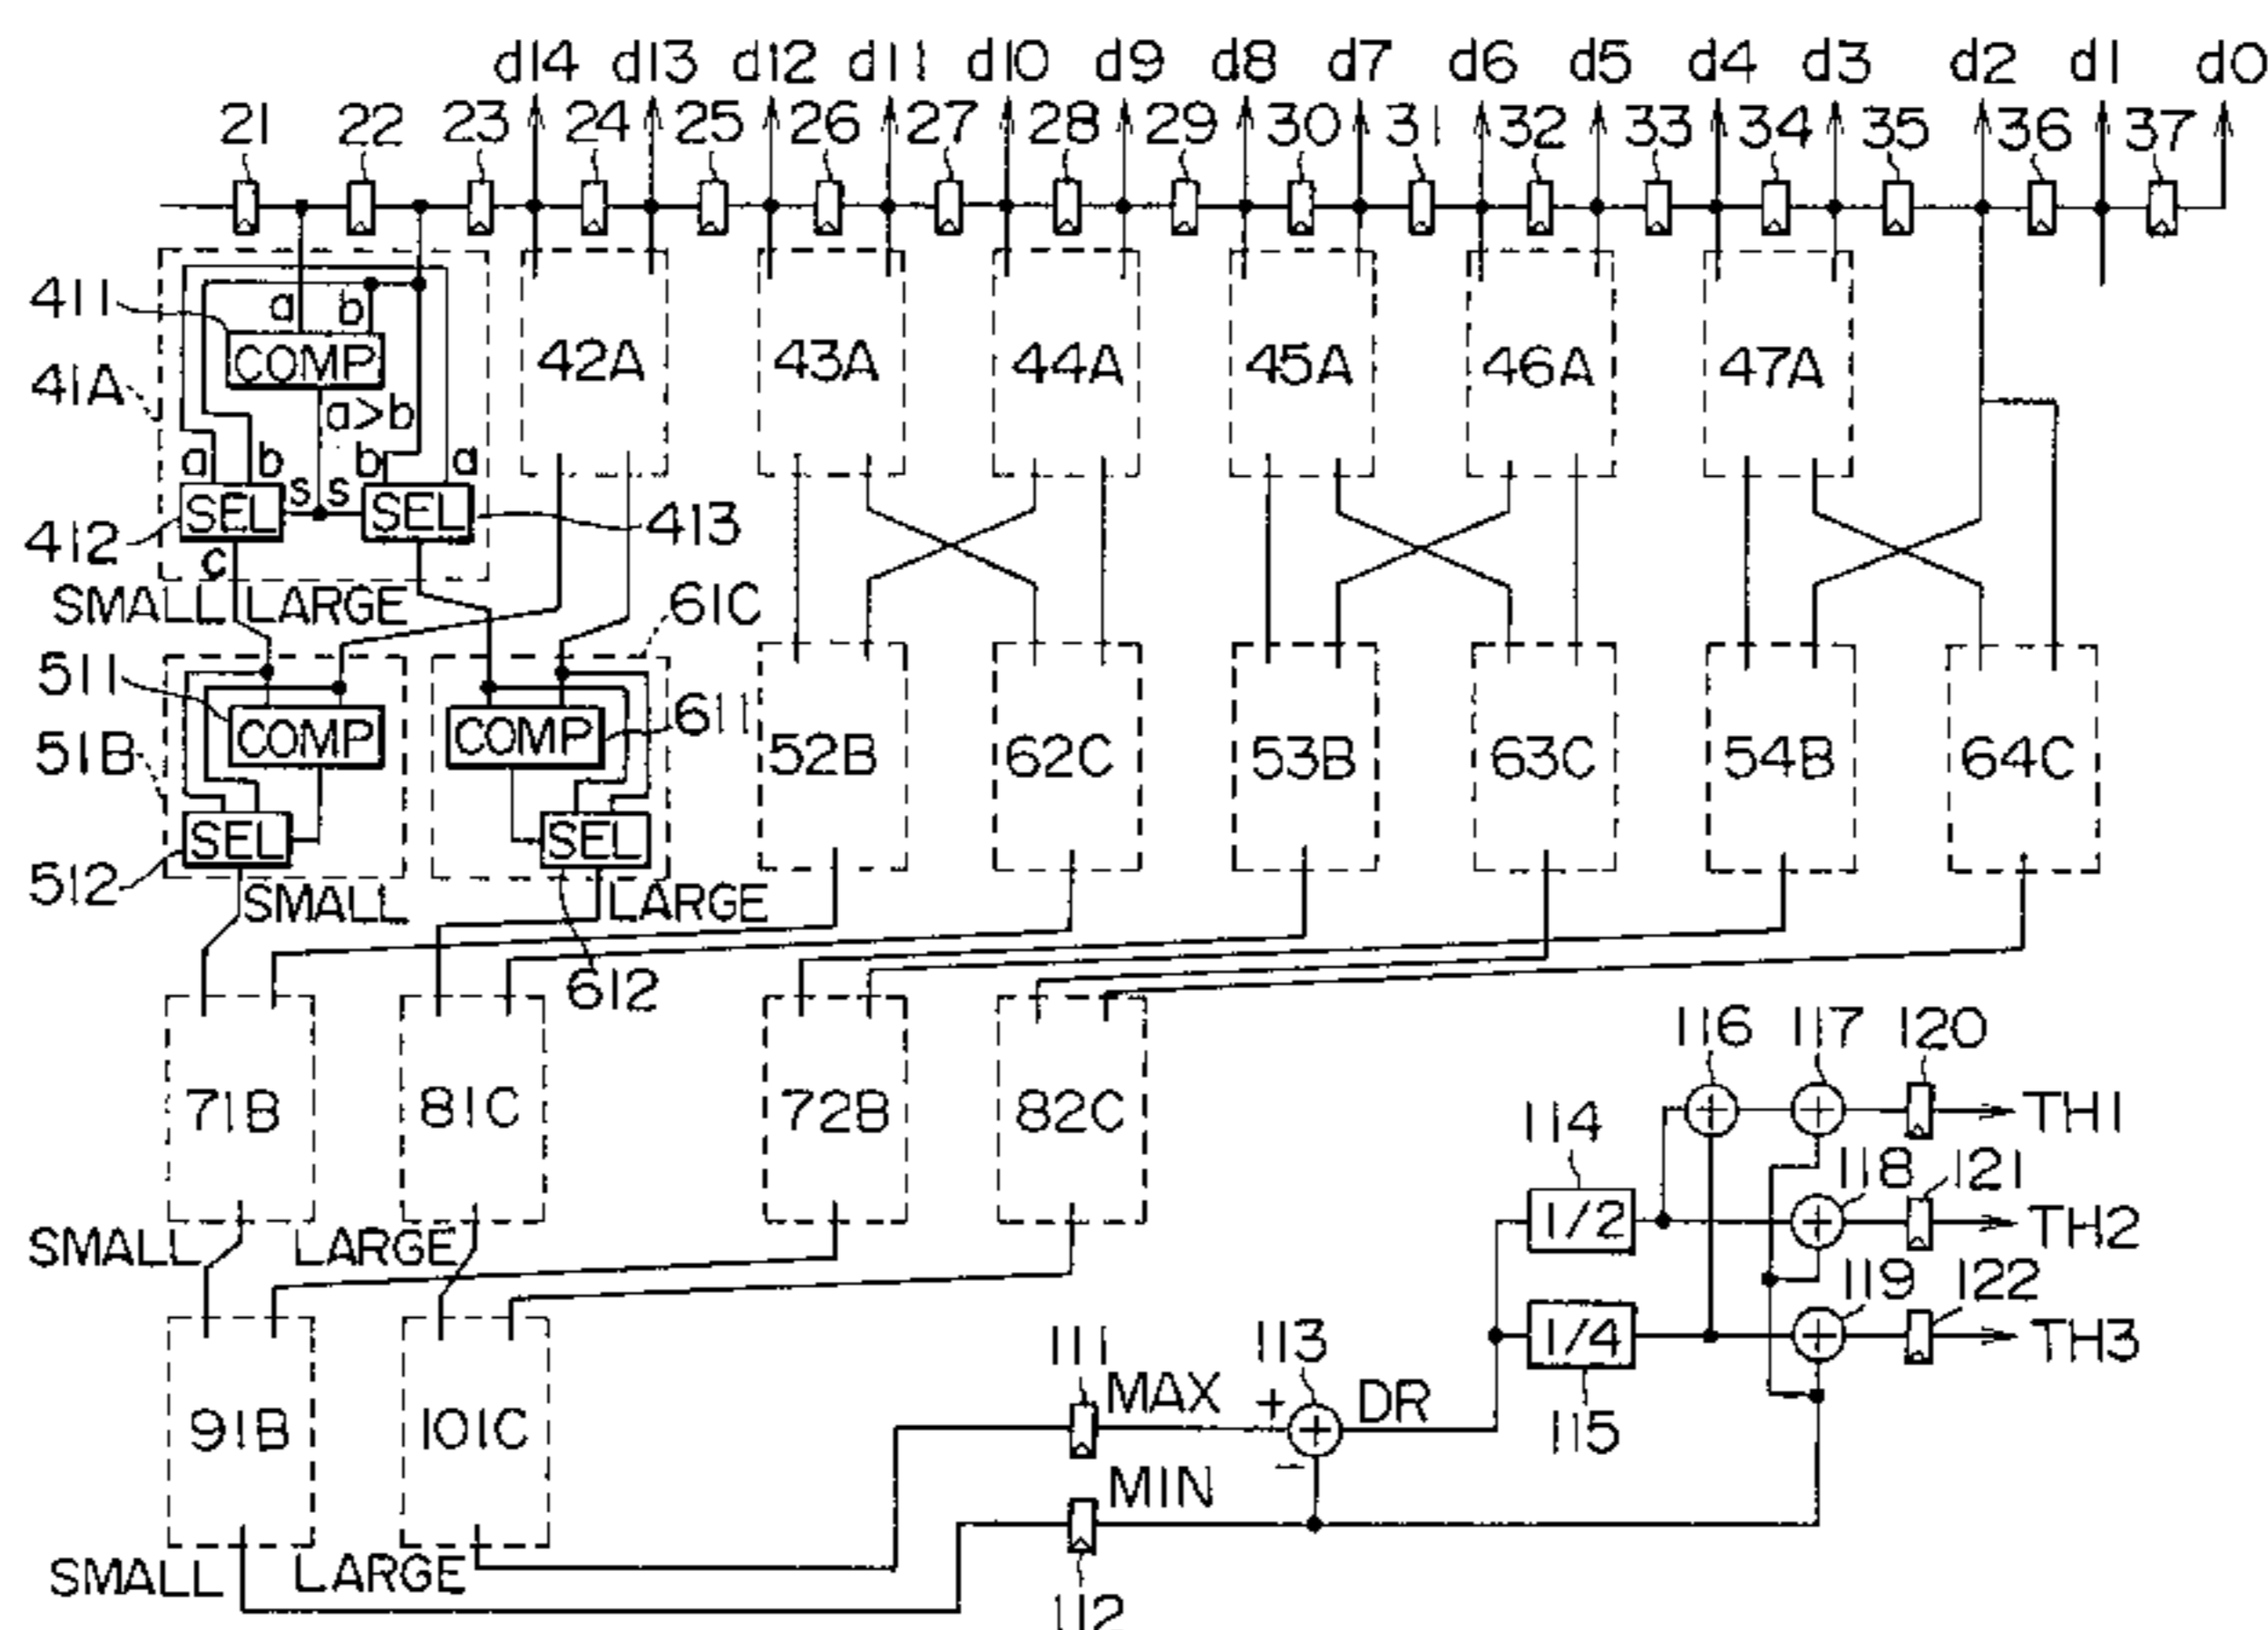 d14 d13 d12 d11 d10 d9 d8 d7 d6 d5 d4 d3 d2 d1 d0
21 22 23 24 25 26 27 28 29 30 31 32 33 34 35 36 37
411 a b
COMP
41A a>b
42A 43A 44A 45A 46A 47A
a b b a
SEL s s SEL
412 413
c
SMALL LARGE
61C
511 COMP COMP 611
51B 52B 62C 53B 63C 54B 64C
SEL SEL
512 SMALL LARGE
612
71B 81C 72B 82C
116 117 120
TH1
114 118 121
1/2 TH2
SMALL LARGE
119 122
1/4 TH3
115
91B 101C
111 MAX + 113 DR
+ + + + +
− MIN
SMALL LARGE
112